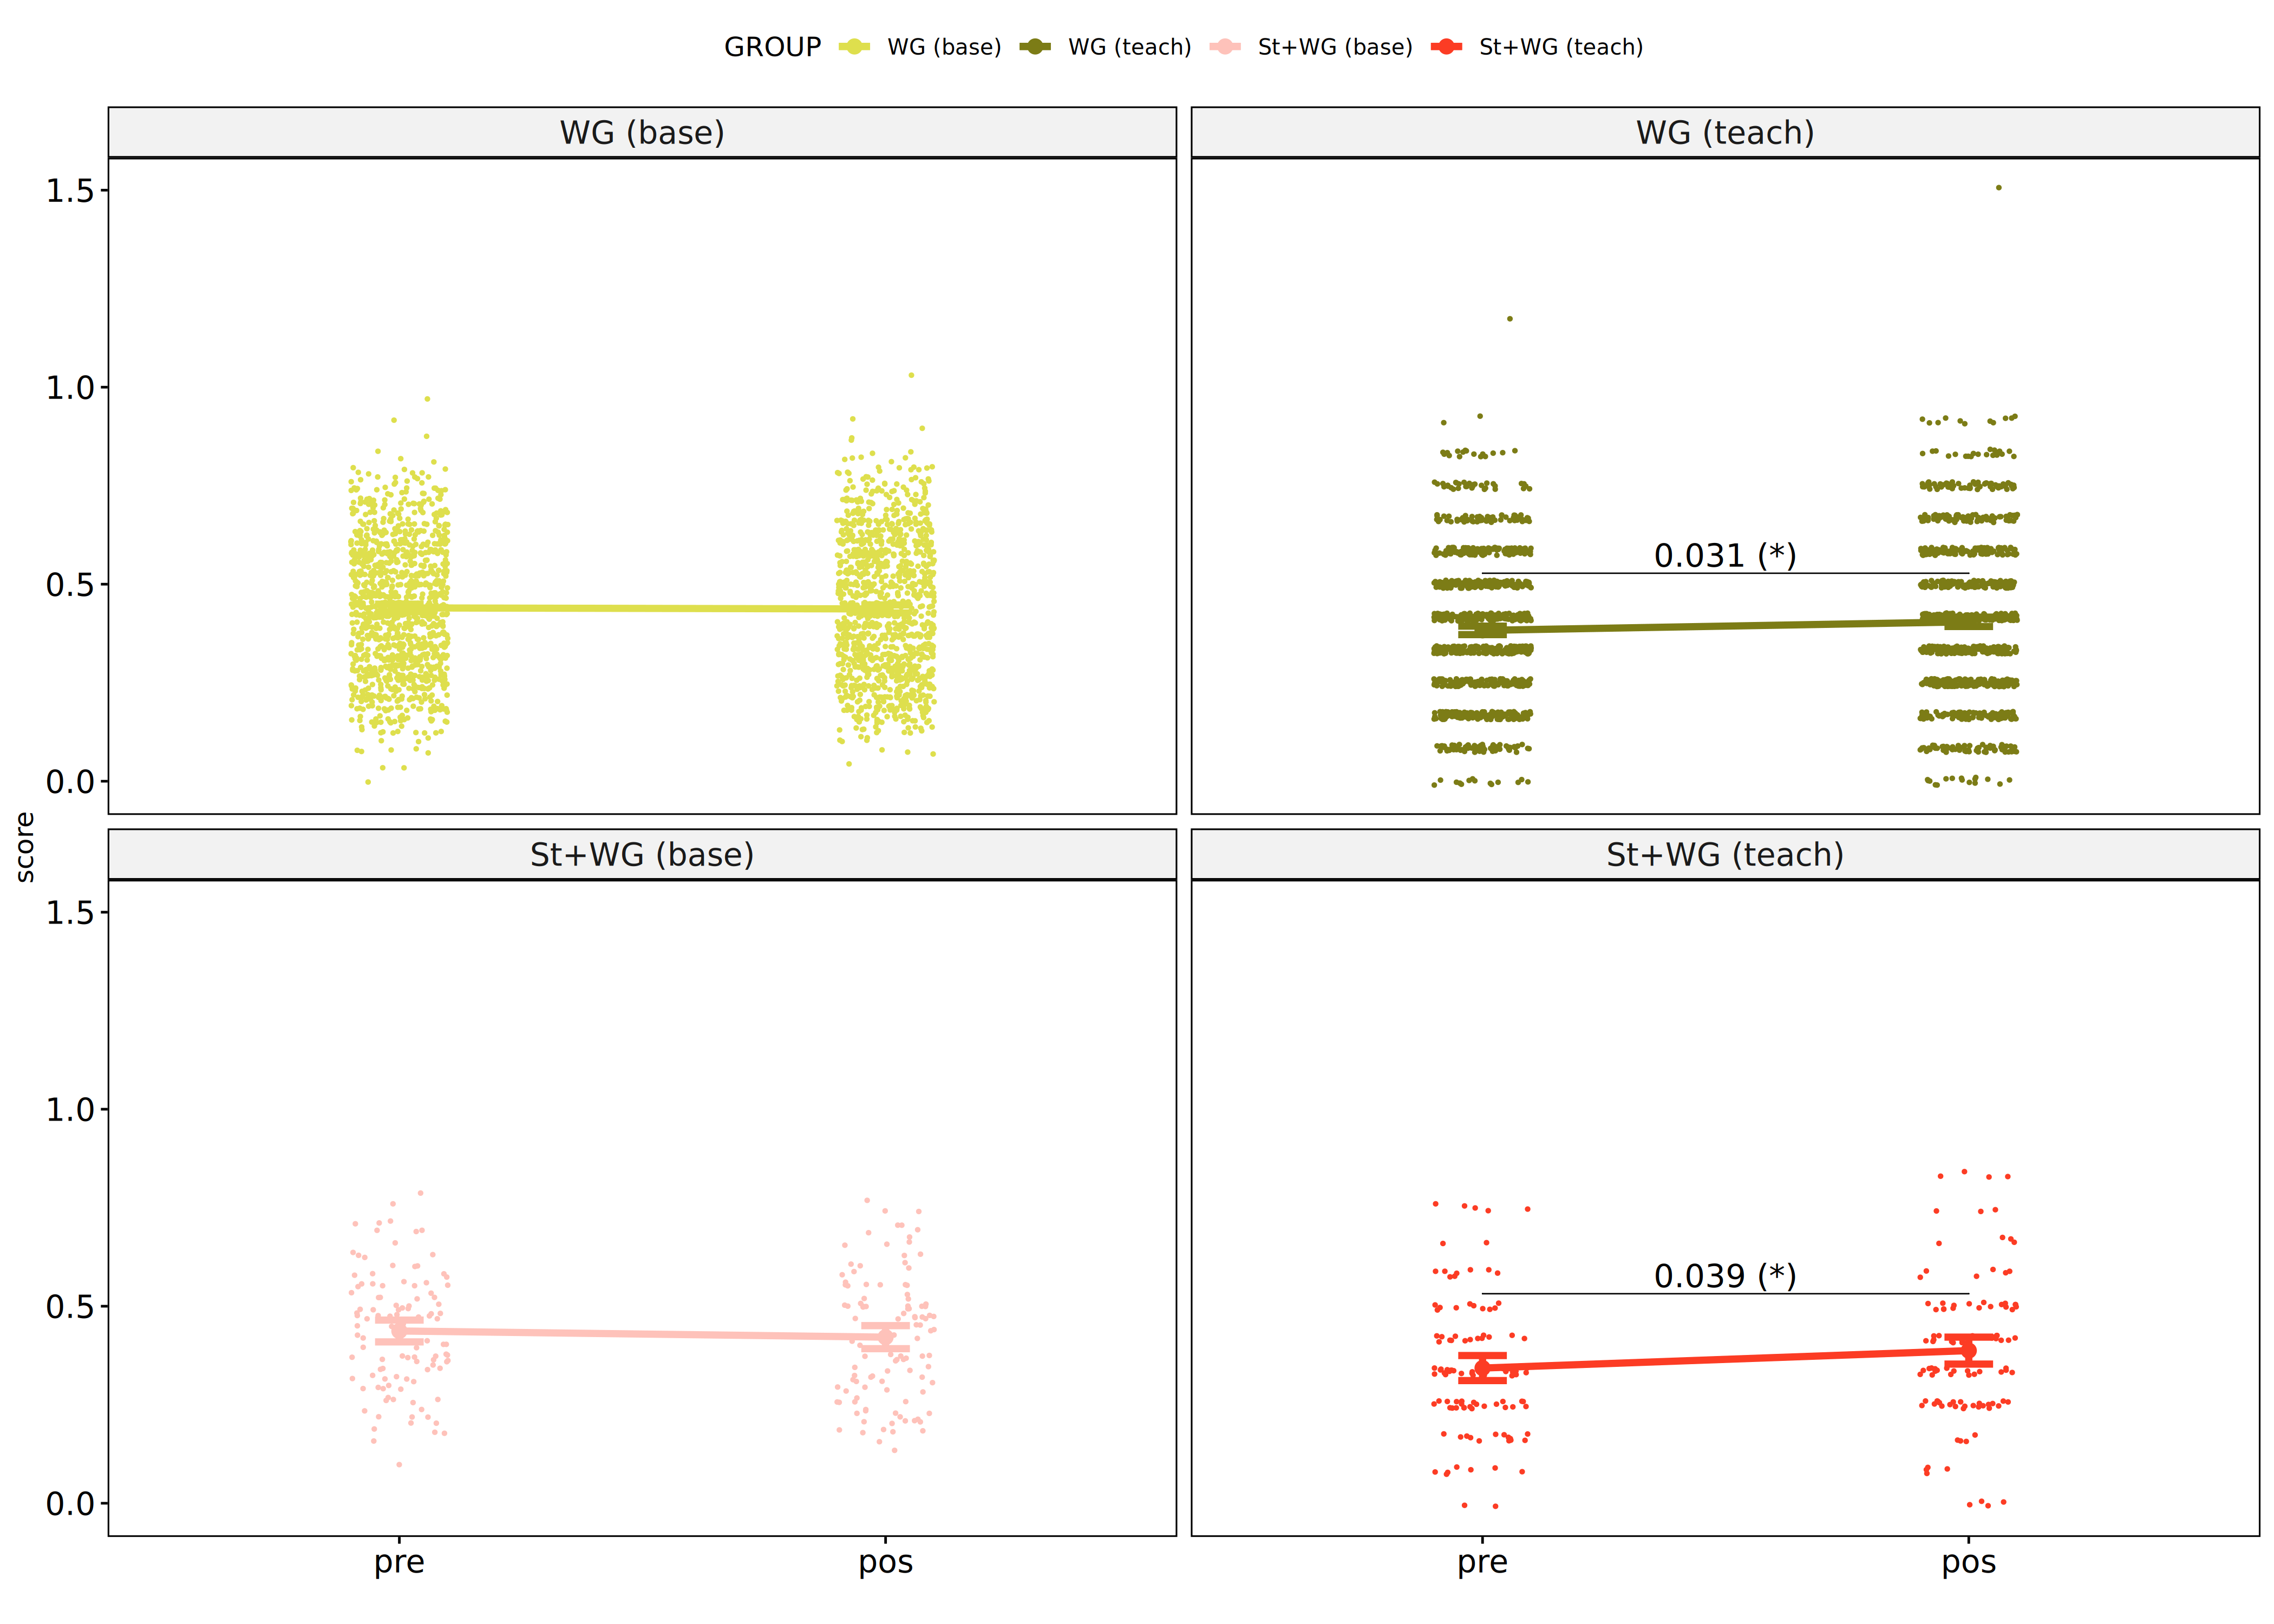 GROUP WG (base) WG (teach) St+WG (base) St+WG (teach)
WG (base) WG (teach)
1.5
1.0
0.5
0.0
0.031 (*)
score
St+WG (base) St+WG (teach)
1.5
1.0
0.5
0.0
0.039 (*)
pre pos pre pos